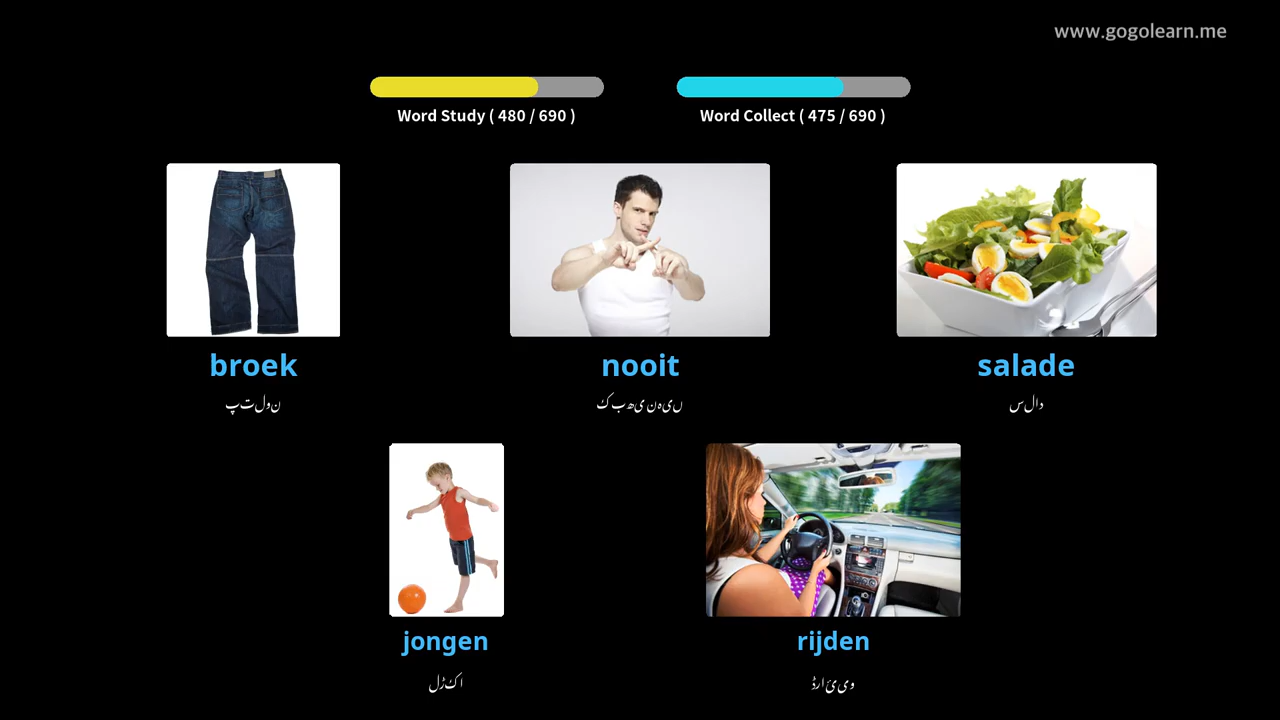 www.gogolearn.me
Word Study ( 480 / 690 )
Word Collect ( 475 / 690 )
broek
nooit
salade
پتلون
کبھی نہیں
سلاد
jongen
rijden
لڑکا
ڈرائیو